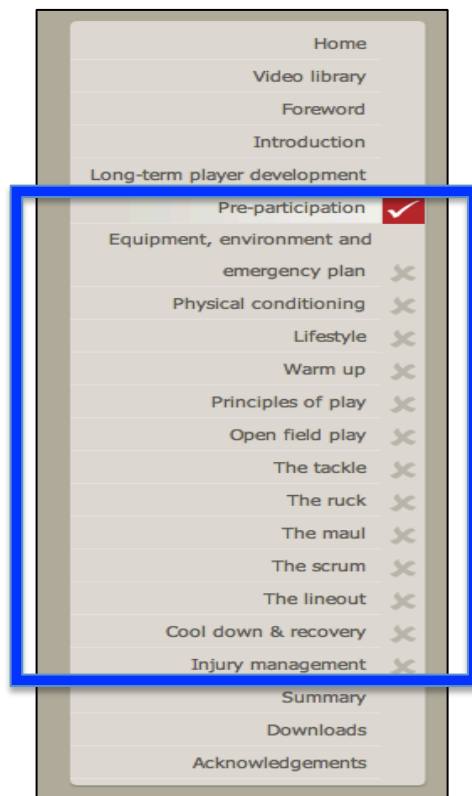 Home
Video library
Foreword
Introduction
Long-term player development
Pre-participation
Equipment, environment and
emergency plan
Physical conditioning
Lifestyle
Warm up
Principles of play
Open field play
The tackle
The ruck
The maul
The scrum
The lineout
Cool down & recovery
Injury management
Summary
Downloads
Acknowledgements